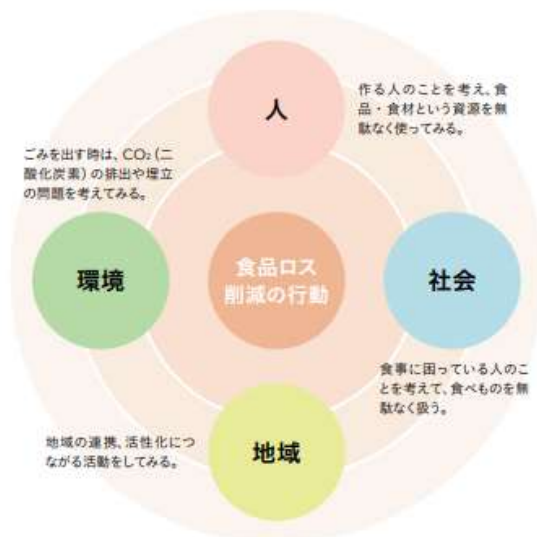 人
作る人のことを考え、食
品・食材という資源を無
駄なく使ってみる。
ごみを出す時は、CO₂(二
酸化炭素)の排出や埋立
の問題を考えてみる。
環境
食品ロス
削減の行動
社会
食事に困っている人のこ
とを考えて、食べものを無
駄なく扱う。
地域の連携、活性化につ
ながる活動をしてみる。
地域